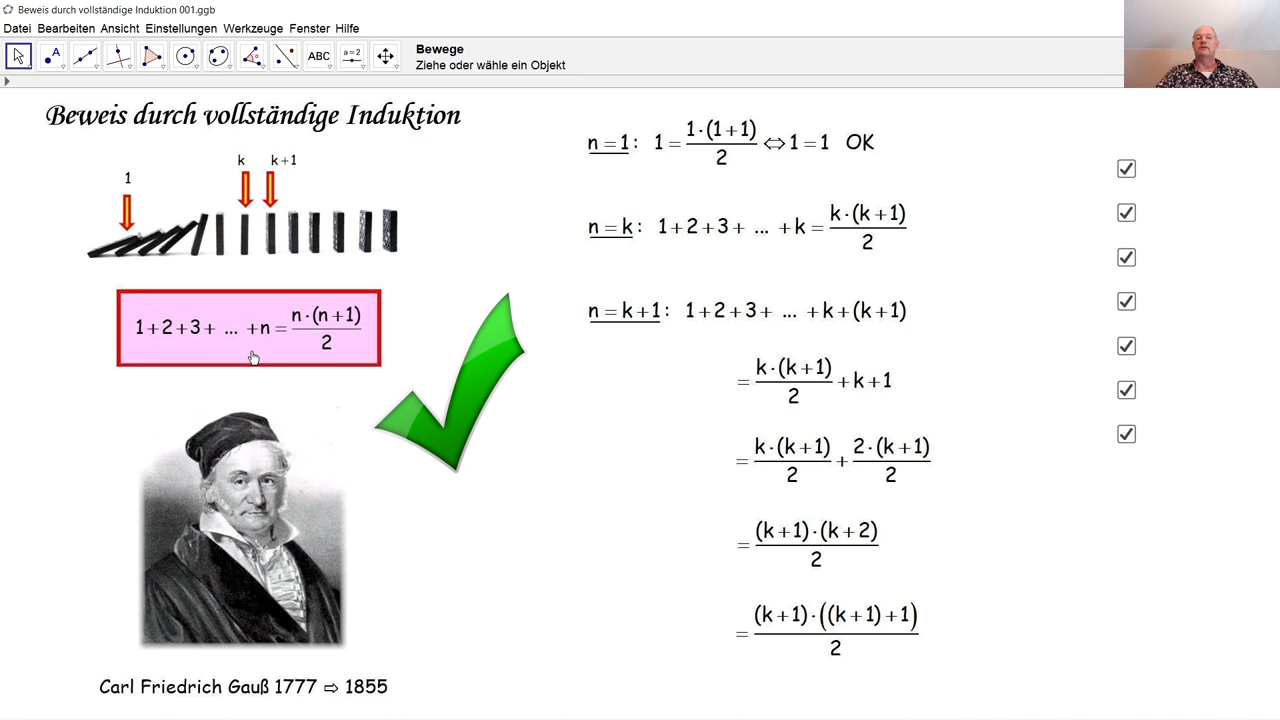 Beweis durch vollständige Induktion 001.ggb
Datei Bearbeiten Ansicht Einstellungen Werkzeuge Fenster Hilfe
A
ABC
a=2
Bewege
Ziehe oder wähle ein Objekt
Beweis durch vollständige Induktion
1
k
k+1
1+2+3+ ... +n = n·(n+1)/2
Carl Friedrich Gauß 1777 ⇨ 1855
n=1: 1 = 1·(1+1)/2 ⇔ 1=1 OK
n=k: 1+2+3+ ... +k = k·(k+1)/2
n=k+1: 1+2+3+ ... +k+(k+1)
= k·(k+1)/2 +k+1
= k·(k+1)/2 + 2·(k+1)/2
= (k+1)·(k+2)/2
= (k+1)·((k+1)+1)/2